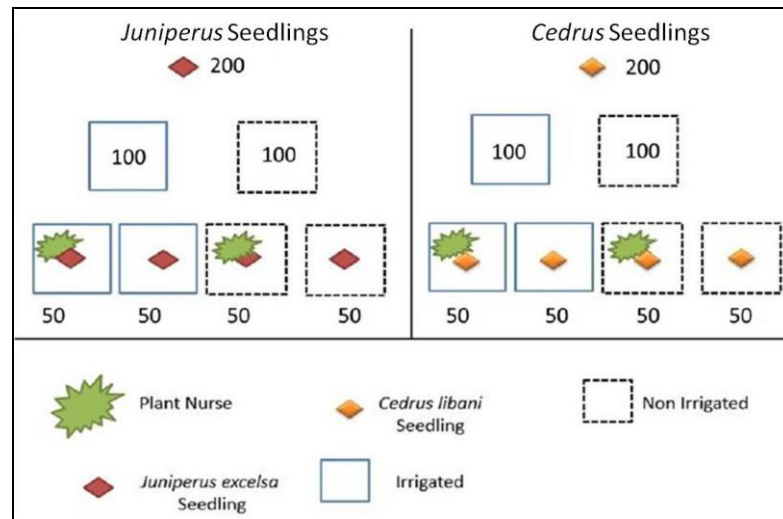 Juniperus Seedlings
200
100
100
50
50
50
50
Cedrus Seedlings
200
100
100
50
50
50
50
Plant Nurse
Cedrus libani
Seedling
Non Irrigated
Juniperus excelsa
Seedling
Irrigated